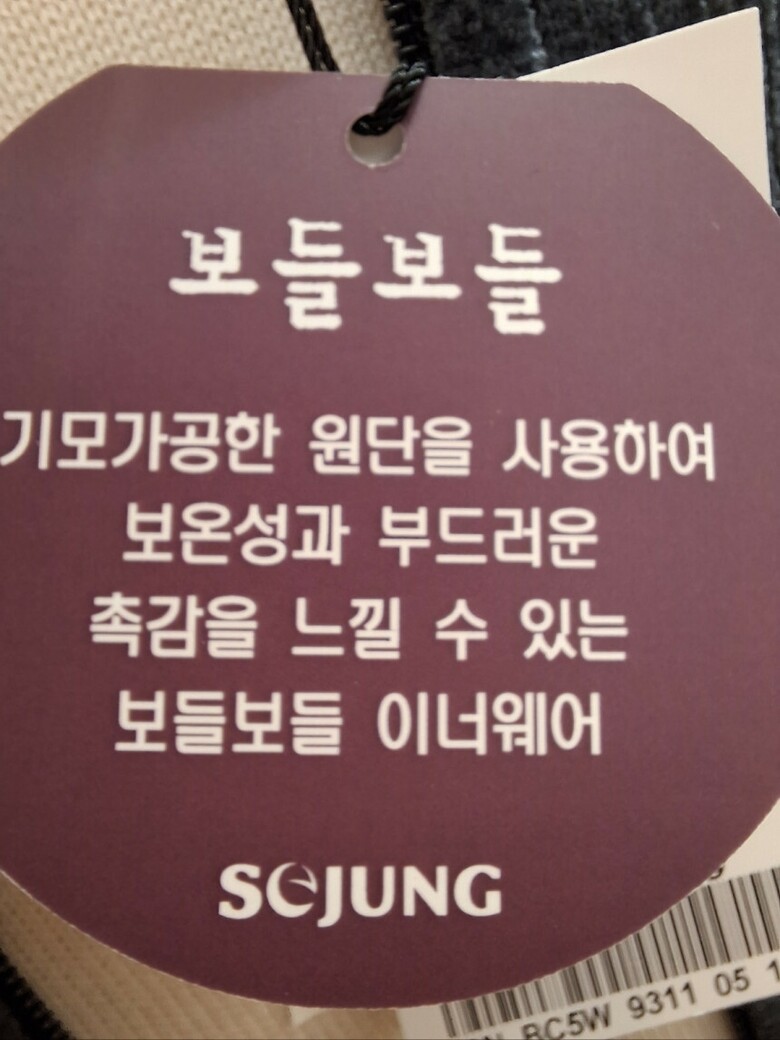 보들보들
기모가공한 원단을 사용하여
보온성과 부드러운
촉감을 느낄 수 있는
보들보들 이너웨어
SEJUNG
BC5W 9311 05